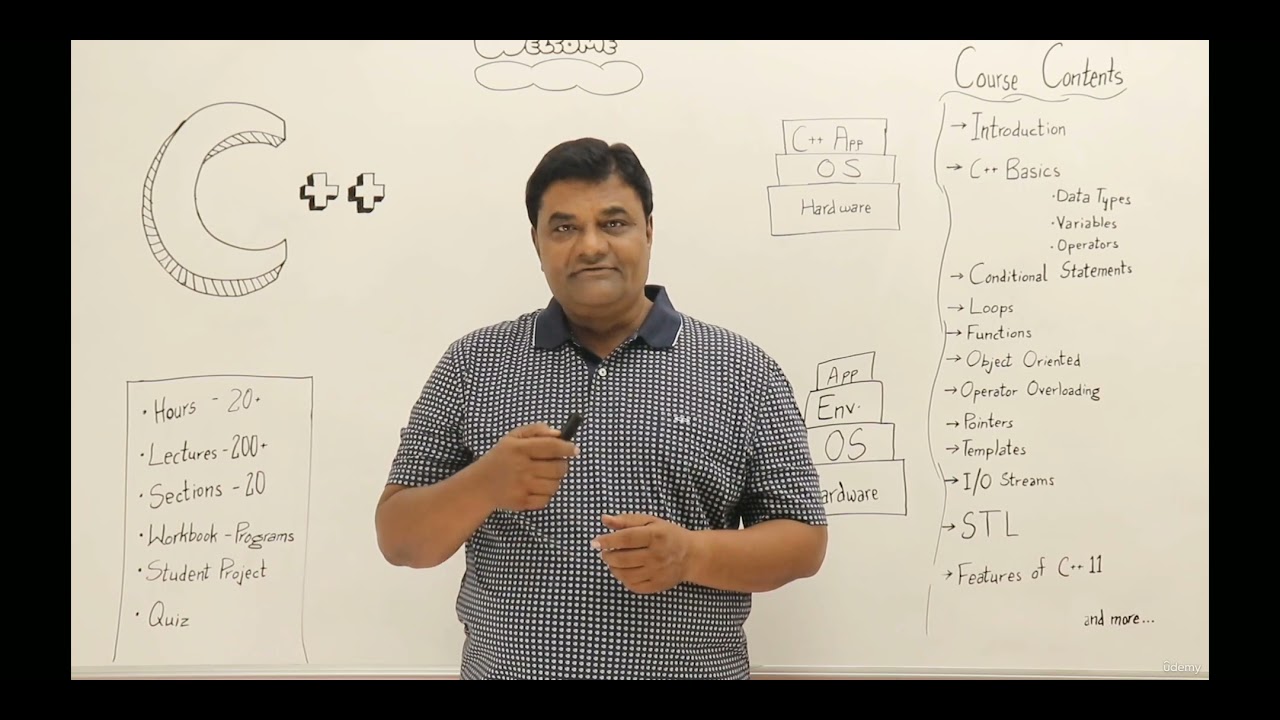 WELCOME
C++
Hours - 20+
Lectures - 200+
Sections - 20
Workbook - Programs
Student Project
Quiz
C++ App
OS
Hardware
App
Env.
OS
ardware
Course Contents
→ Introduction
→ C++ Basics
· Data Types
· Variables
· Operators
→ Conditional Statements
→ Loops
→ Functions
→ Object Oriented
→ Operator Overloading
→ Pointers
→ Templates
→ I/O Streams
→ STL
→ Features of C++ 11
and more...
udemy